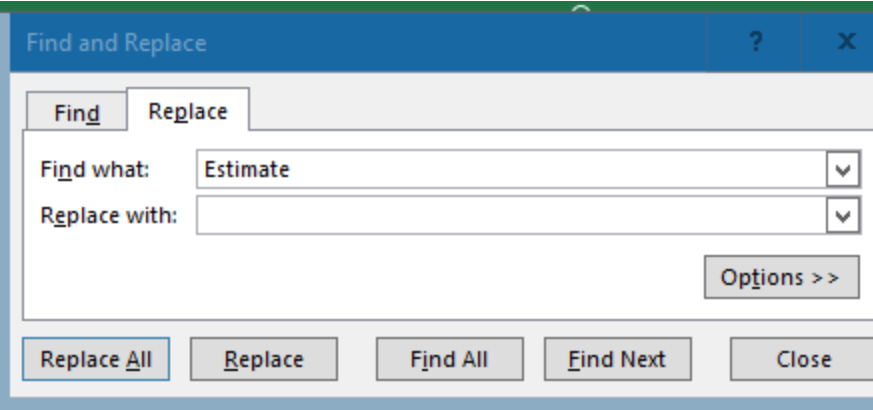 Find and Replace ? x
Find Replace
Find what: Estimate
Replace with:
Options >>
Replace All Replace Find All Find Next Close